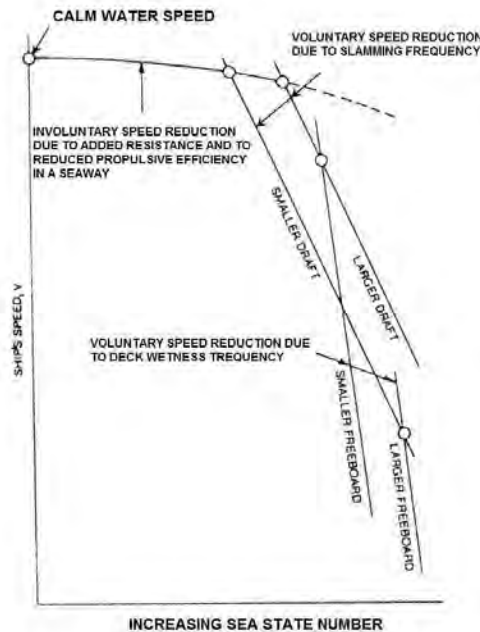 CALM WATER SPEED
VOLUNTARY SPEED REDUCTION
DUE TO SLAMMING FREQUENCY
INVOLUNTARY SPEED REDUCTION
DUE TO ADDED RESISTANCE AND TO
REDUCED PROPULSIVE EFFICIENCY
IN A SEAWAY
SMALLER DRAFT
LARGER DRAFT
SHIP'S SPEED, V
VOLUNTARY SPEED REDUCTION DUE
TO DECK WETNESS TREQUENCY
SMALLER FREEBOARD
LARGER FREEBOARD
INCREASING SEA STATE NUMBER